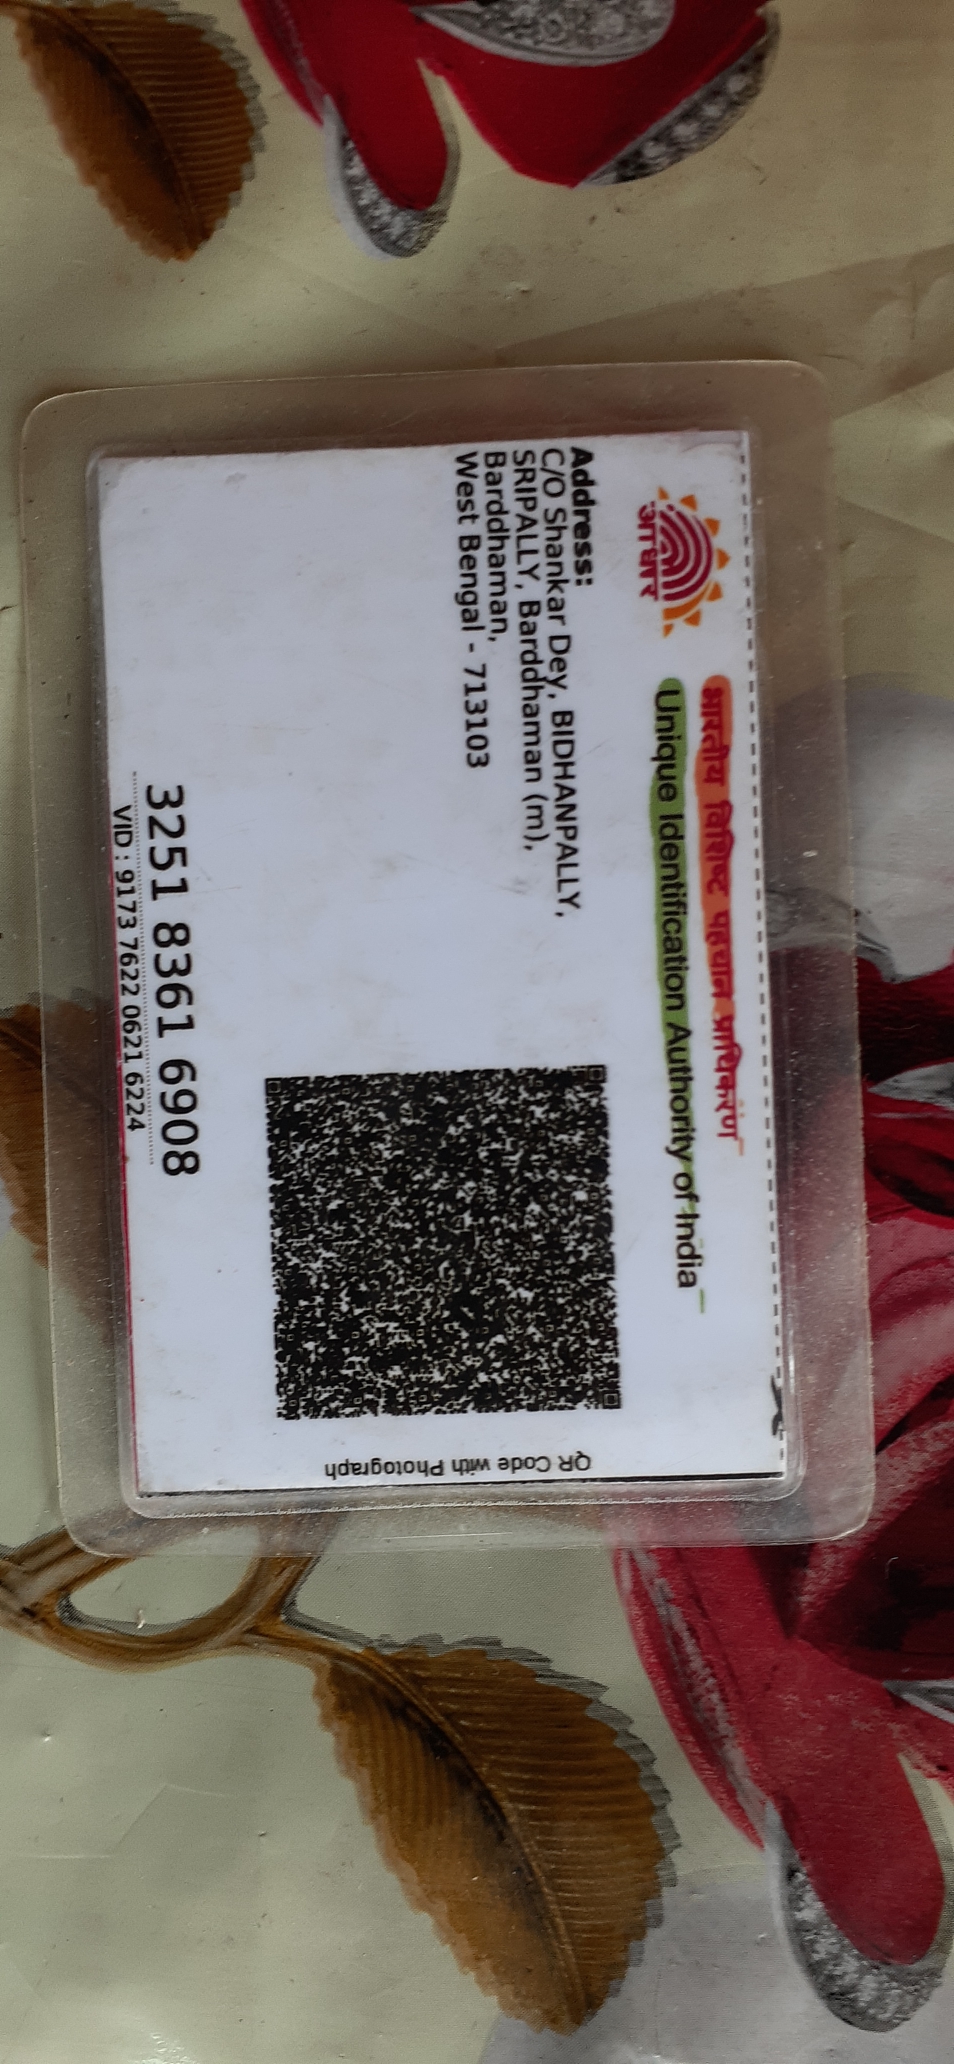 आधार
भारतीय विशिष्ट पहचान प्राधिकरण
Unique Identification Authority of India
Address:
C/O Shankar Dey, BIDHANPALLY,
SRIPALLY, Barddhaman (m),
Barddhaman,
West Bengal - 713103
QR Code with Photograph
3251 8361 6908
VID : 9173 7622 0621 6224